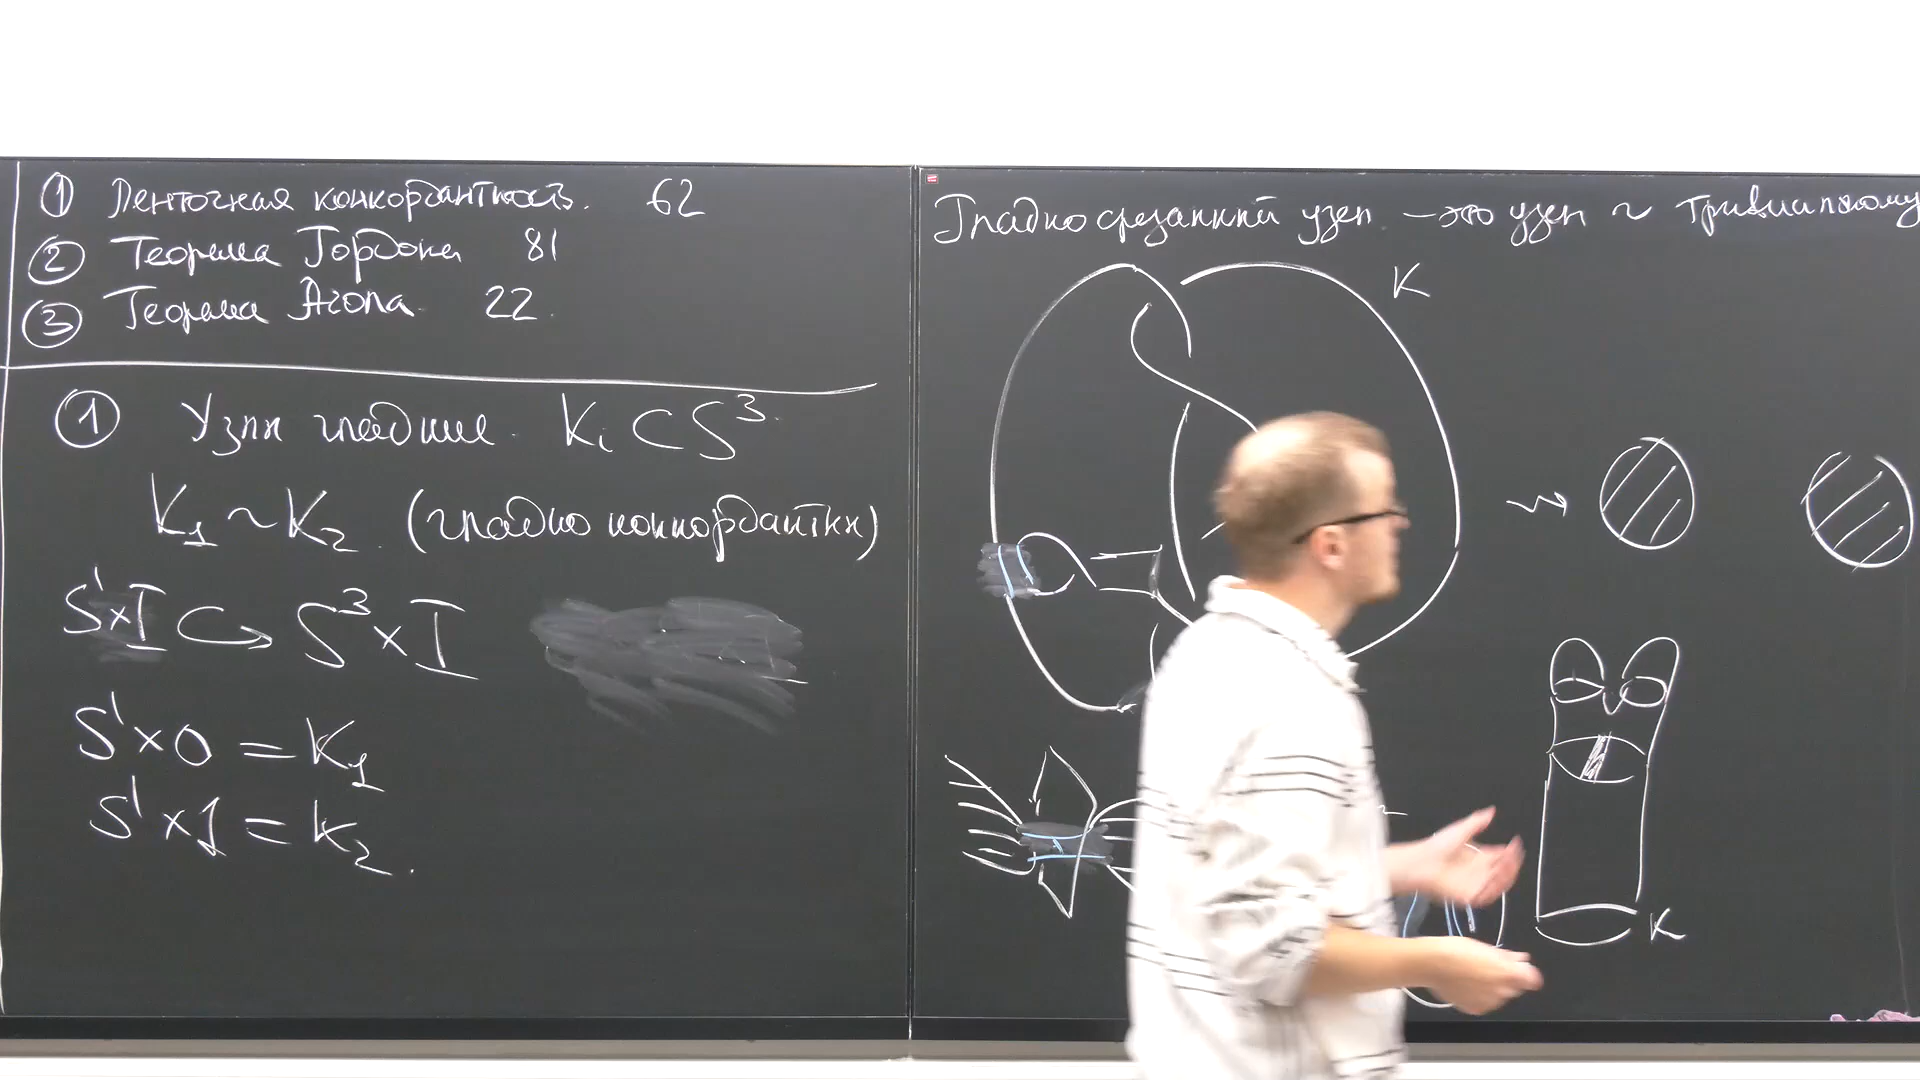 ① Ленточная конкордантность. 62
② Теорема Гордона 81
③ Теорема Агола. 22.
① Узлы гладкие. Kᵢ ⊂ S³.
K₁ ~ K₂. (гладко конкордантны)
S¹×I ↪ S³×I
S¹×0 = K₁
S¹×1 = K₂.
Гладко срезанный узел – это узел ~ тривиальному
K
K